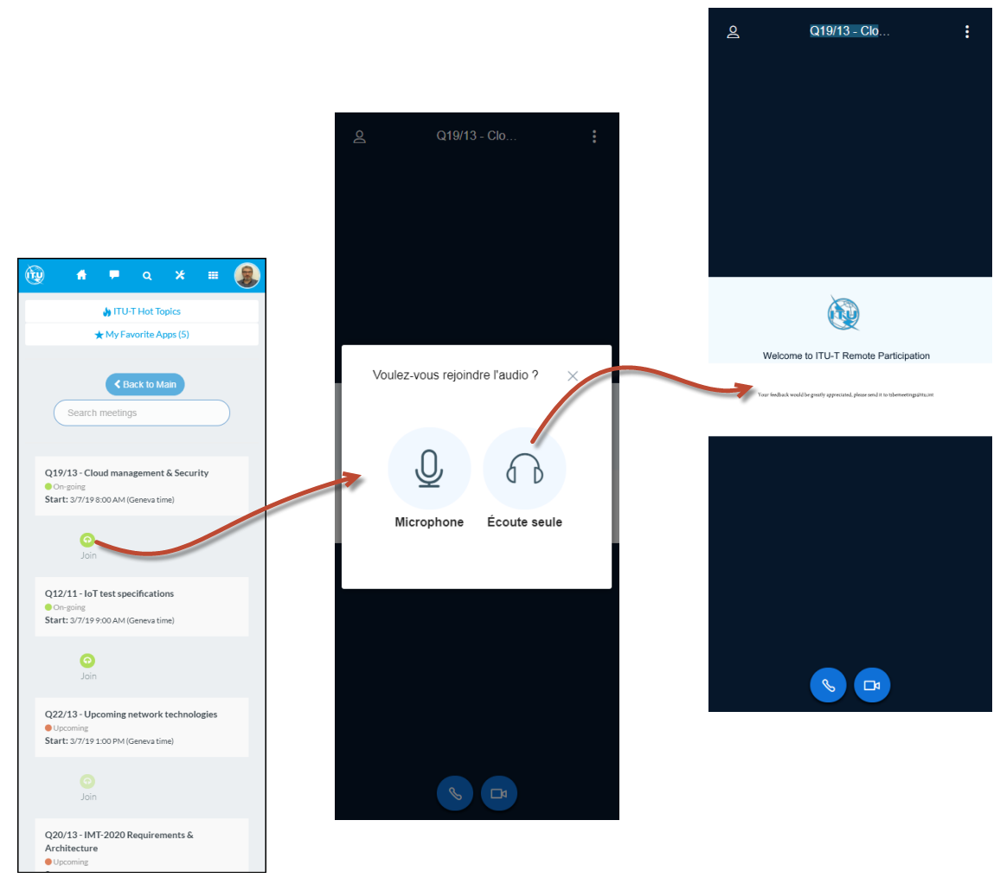 ITU
ITU-T Hot Topics
My Favorite Apps (5)
Back to Main
Search meetings
Q19/13 - Cloud management & Security
On-going
Start: 3/7/19 8:00 AM (Geneva time)
Join
Q12/11 - IoT test specifications
On-going
Start: 3/7/19 9:00 AM (Geneva time)
Join
Q22/13 - Upcoming network technologies
Upcoming
Start: 3/7/19 1:00 PM (Geneva time)
Join
Q20/13 - IMT-2020 Requirements &
Architecture
Upcoming
Q19/13 - Clo...
Voulez-vous rejoindre l'audio ?
Microphone
Écoute seule
Q19/13 - Clo...
ITU
Welcome to ITU-T Remote Participation
Your feedback would be greatly appreciated, please send it to tsbemeetings@itu.int